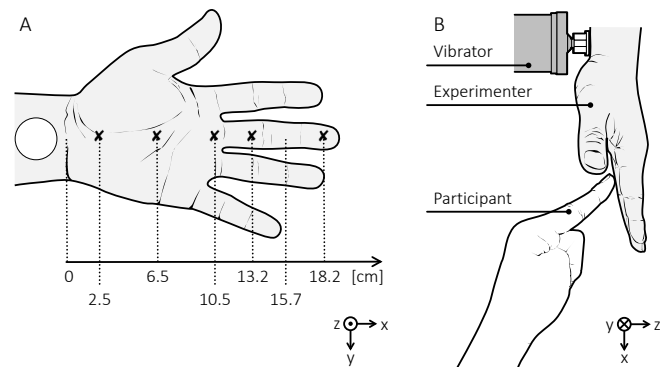 A
0 6.5 13.2 18.2 [cm]
2.5 10.5 15.7
z x
y
B
Vibrator
Experimenter
Participant
y z
x